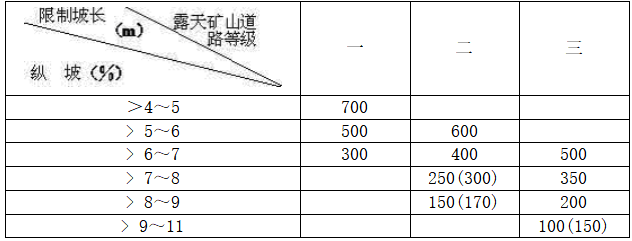 限制坡长
(m)
露天矿山道
路等级
纵 坡 (%)
一 二 三
>4～5 700
> 5～6 500 600
> 6～7 300 400 500
> 7～8 250(300) 350
> 8～9 150(170) 200
> 9～11 100(150)